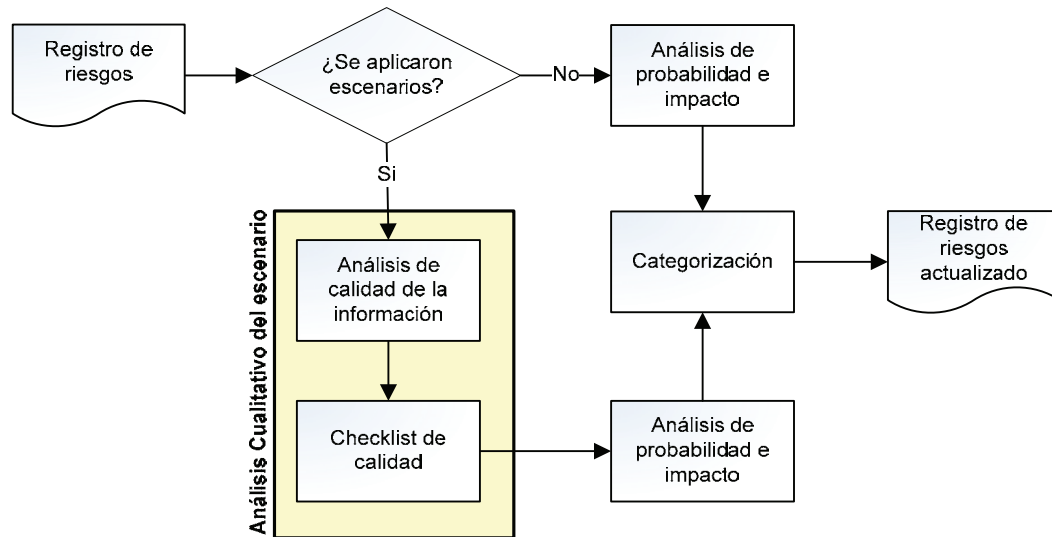 Registro de
riesgos
¿Se aplicaron
escenarios?
No
Análisis de
probabilidad e
impacto
Si
Análisis Cualitativo del escenario
Análisis de
calidad de la
información
Categorización
Registro de
riesgos
actualizado
Checklist de
calidad
Análisis de
probabilidad e
impacto